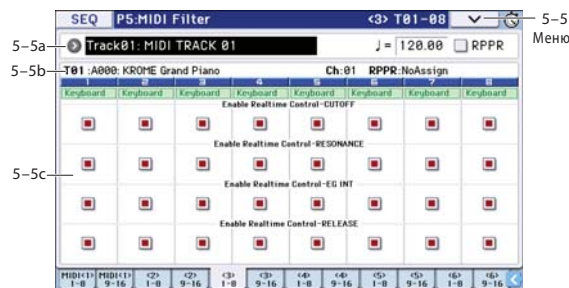 SEQ P5:MIDI Filter <3> T01-08
5–5
Меню
5–5a
Track01: MIDI TRACK 01 ♩= 120.00 RPPR
5–5b
T01 :A000: KROME Grand Piano Ch:01 RPPR:NoAssign
1 2 3 4 5 6 7 8
Keyboard Keyboard Keyboard Keyboard Keyboard Keyboard Keyboard Keyboard
Enable Realtime Control-CUTOFF
Enable Realtime Control-RESONANCE
5–5c
Enable Realtime Control-EG INT
Enable Realtime Control-RELEASE
MIDI<1> 1-8 MIDI<1> 9-16 <2> 1-8 <2> 9-16 <3> 1-8 <3> 9-16 <4> 1-8 <4> 9-16 <5> 1-8 <5> 9-16 <6> 1-8 <6> 9-16